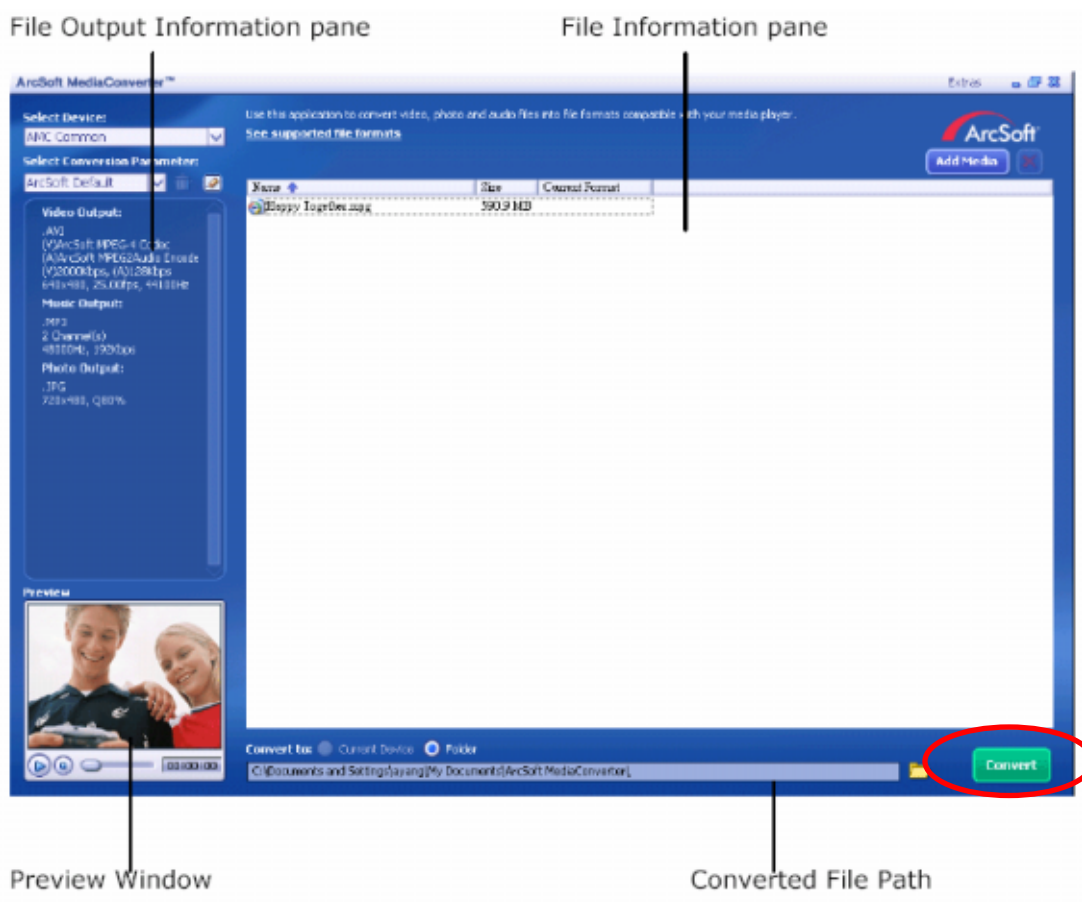 File Output Information pane
File Information pane
ArcSoft MediaConverter™
Extras
Select Device:
AMC Common
Select Conversion Parameter:
ArcSoft Default
Use this application to convert video, photo and audio files into file formats compatible with your media player.
See supported file formats
ArcSoft
Add Media
Name
Size
Current Format
Happy Together.mpg
590.9 MB
Video Output:
.AVI
(V)ArcSoft MPEG-4 Codec
(A)ArcSoft MPEG2Audio Encode
(V)2000Kbps, (A)128Kbps
640x480, 25.00fps, 44100Hz
Music Output:
.MP3
2 Channel(s)
48000Hz, 192Kbps
Photo Output:
.JPG
720x480, Q80%
Preview
00:00:00
Convert to:
Current Device
Folder
C:\Documents and Settings\ayang\My Documents\ArcSoft MediaConverter\
Convert
Preview Window
Converted File Path